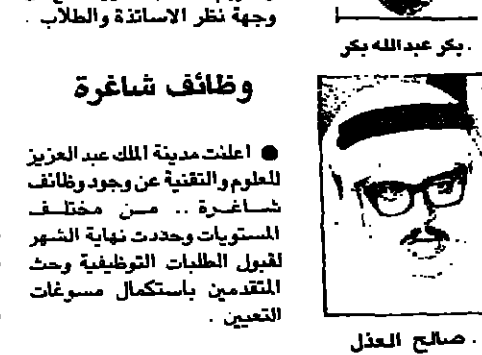 وجهة نظر الاساتذة والطلاب .
. بكر عبدالله بكر
وظائف شاغرة
● اعلنت مدينة الملك عبد العزيز
للعلوم والتقنية عن وجود وظائف
شاغرة .. من مختلف
المستويات وحددت نهاية الشهر
لقبول الطلبات التوظيفية وحث
المتقدمين باستكمال مسوغات
التعيين .
. صالح العذل